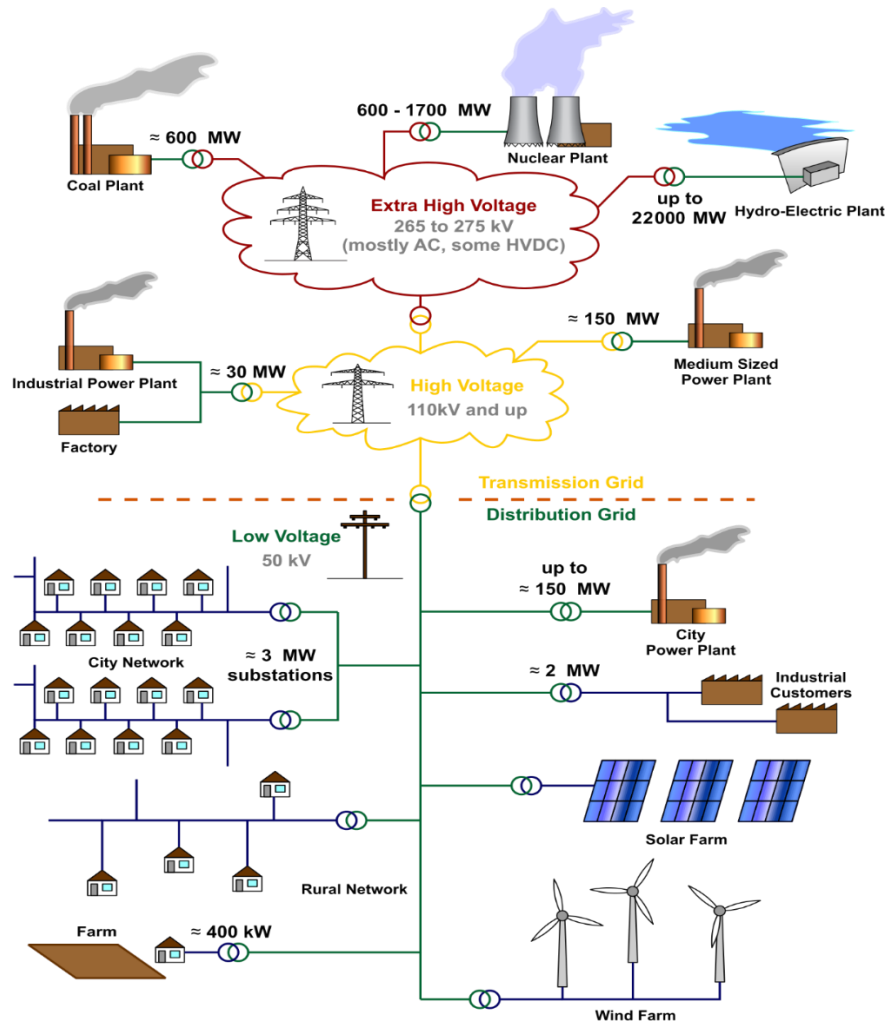 600 - 1700  MW
≈ 600  MW
Nuclear Plant
Coal Plant
Extra High Voltage
265 to 275 kV
(mostly AC, some HVDC)
up to
22000 MW
Hydro-Electric Plant
≈ 150  MW
Medium Sized
Power Plant
Industrial Power Plant
≈ 30 MW
Factory
High Voltage
110kV and up
Transmission Grid
Distribution Grid
Low Voltage
50 kV
up to
≈ 150  MW
City
Power Plant
City Network
≈ 3  MW
substations
≈ 2  MW
Industrial
Customers
Solar Farm
Rural Network
Farm
≈ 400 kW
Wind Farm